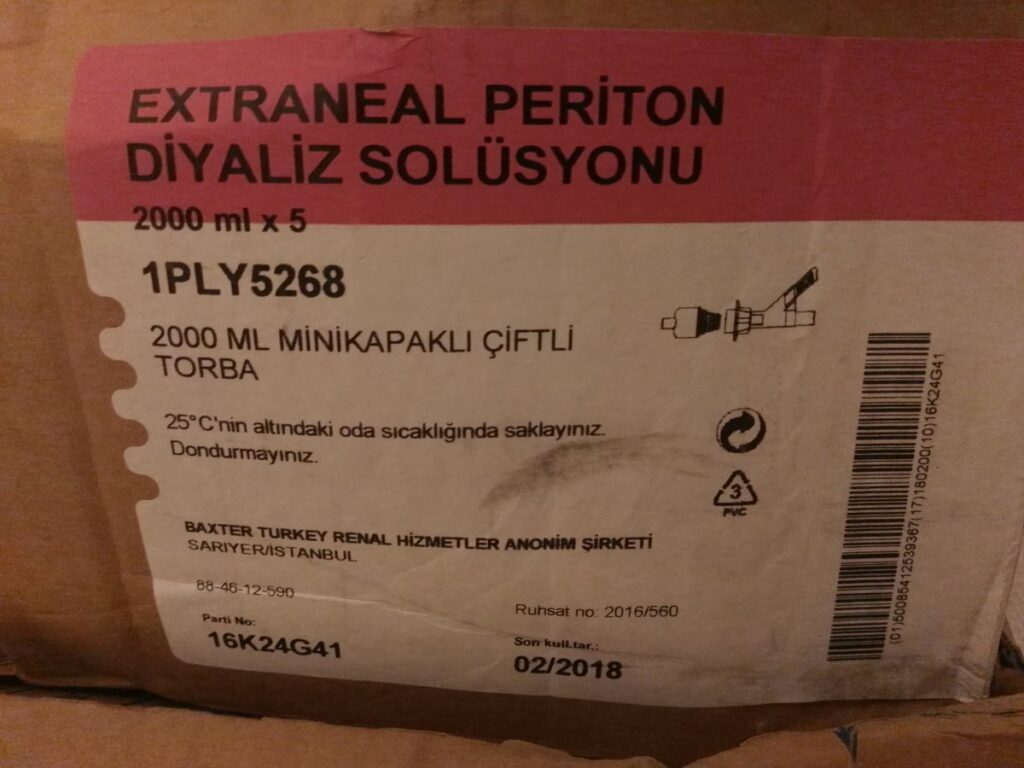 EXTRANEAL PERİTON
DİYALİZ SOLÜSYONU
2000 ml x 5
1PLY5268
2000 ML MİNİKAPAKLI ÇİFTLİ
TORBA
25°C'nin altındaki oda sıcaklığında saklayınız.
Dondurmayınız.
3
PVC
BAXTER TURKEY RENAL HİZMETLER ANONİM ŞİRKETİ
SARIYER/ISTANBUL
88-46-12-590
Ruhsat no: 2016/560
Parti No:
16K24G41
Son kull.tar.:
02/2018
(01)5008541253​9367(17)180200(10)16K24G41